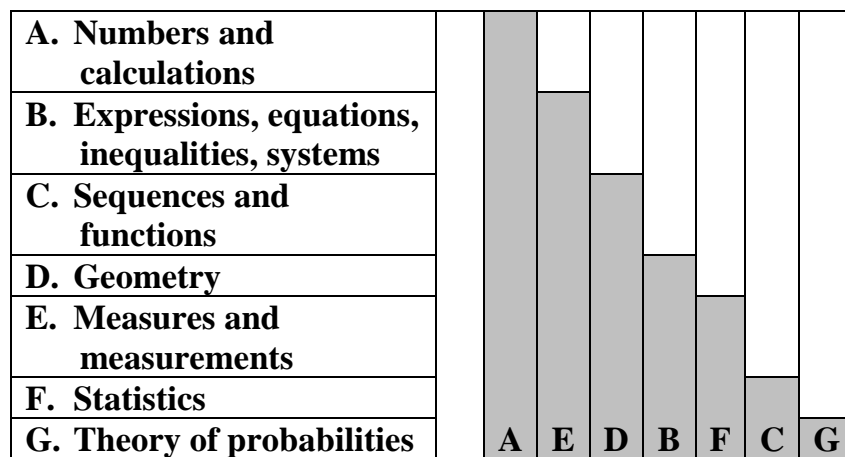 A. Numbers and
calculations
B. Expressions, equations,
inequalities, systems
C. Sequences and
functions
D. Geometry
E. Measures and
measurements
F. Statistics
G. Theory of probabilities
A E D B F C G